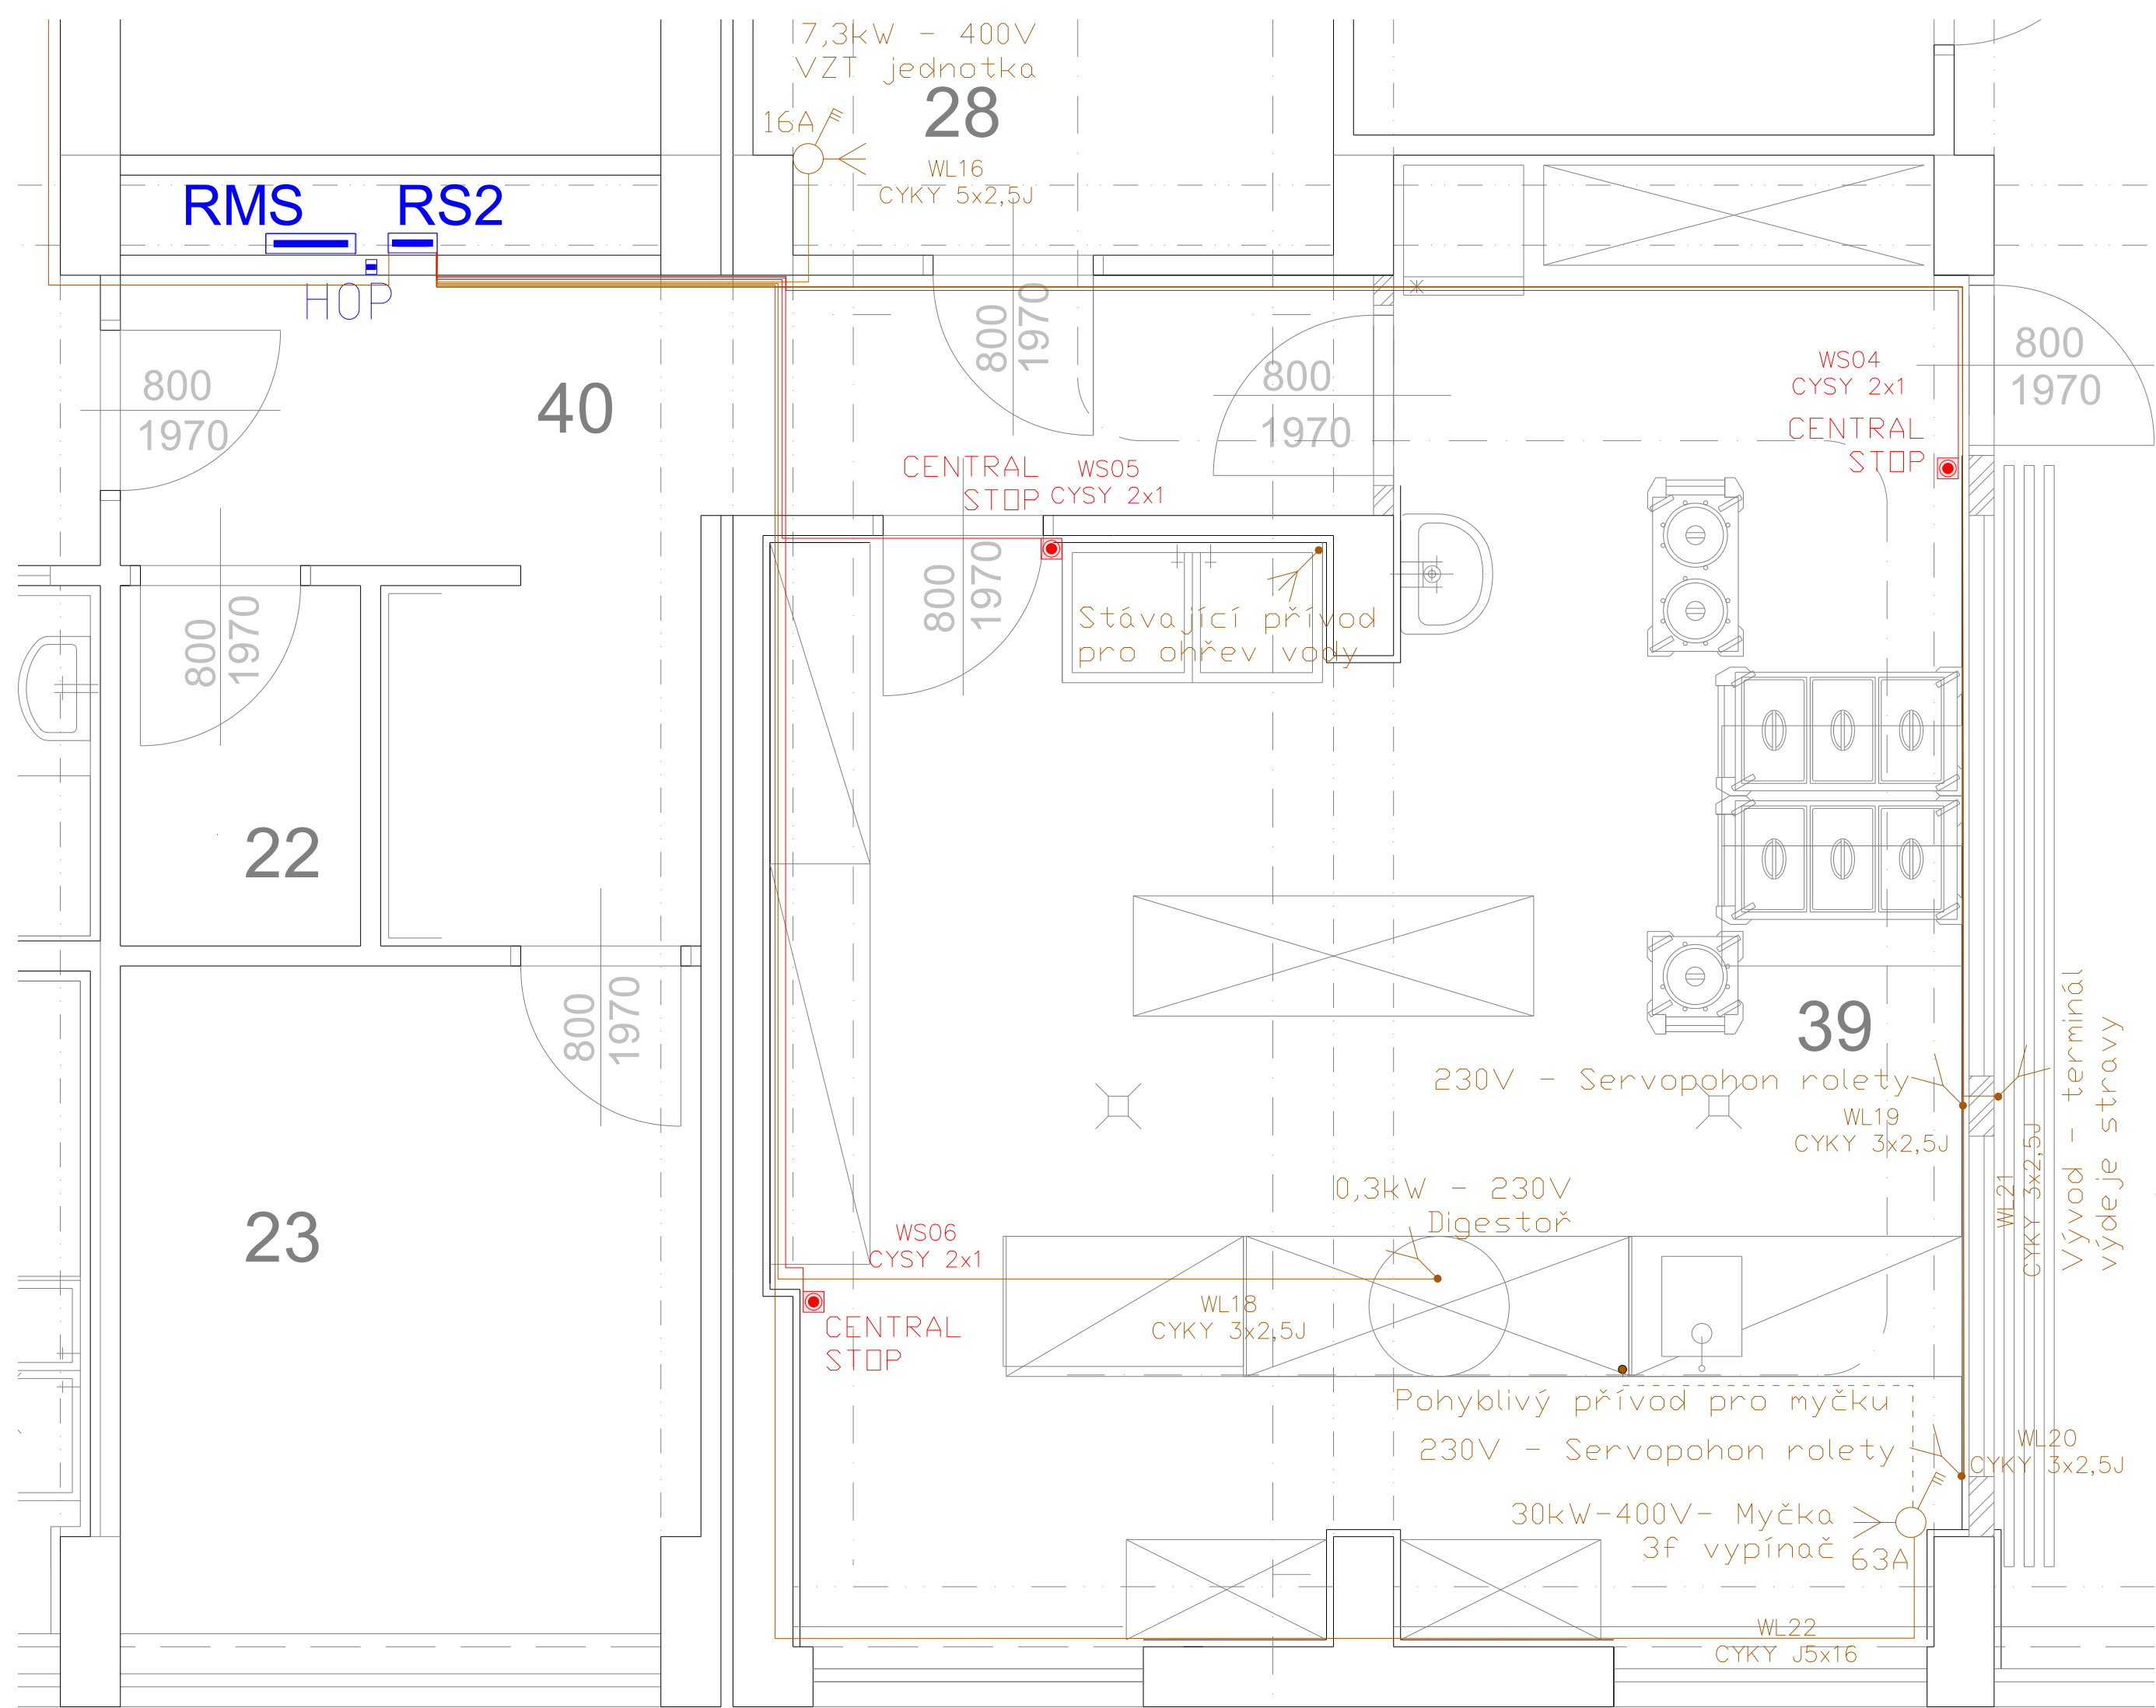 7,3kW - 400V
VZT jednotka
28
16A
WL16
CYKY 5x2,5J
RMS
RS2
HOP
800
1970
40
800
1970
800
1970
800
1970
WS04
CYSY 2x1
CENTRAL
STOP
CENTRAL
STOP
WS05
CYSY 2x1
800
1970
800
1970
Stávající přívod
pro ohřev vody
22
800
1970
39
230V - Servopohon rolety
WL19
CYKY 3x2,5J
WL21
CYKY 3x2,5J
Vývod - terminál
výdeje stravy
23
0,3kW - 230V
Digestoř
WS06
CYSY 2x1
WL18
CYKY 3x2,5J
CENTRAL
STOP
Pohyblivý přívod pro myčku
230V - Servopohon rolety
WL20
CYKY 3x2,5J
30kW-400V- Myčka
3f vypínač
63A
WL22
CYKY J5x16